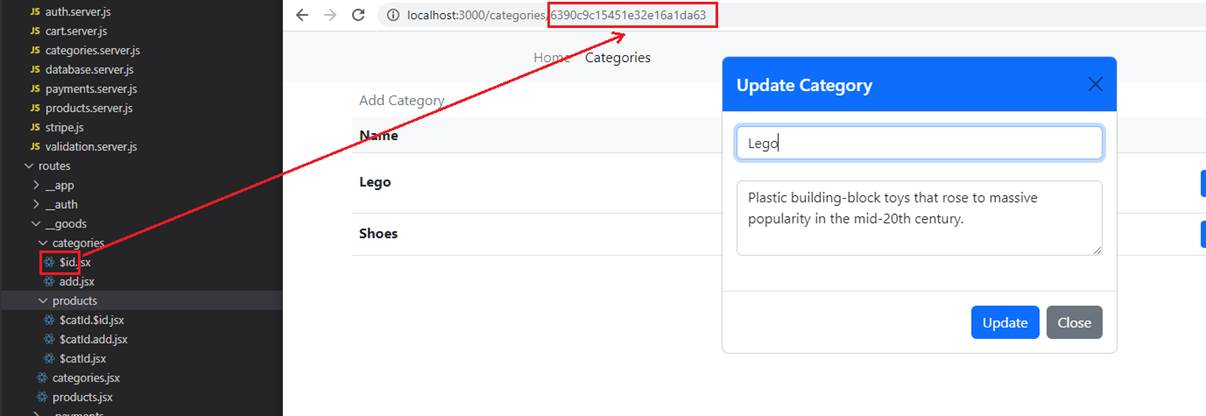 JS auth.server.js
JS cart.server.js
JS categories.server.js
JS database.server.js
JS payments.server.js
JS products.server.js
JS stripe.js
JS validation.server.js
routes
__app
__auth
__goods
categories
$id.jsx
add.jsx
products
$catId.$id.jsx
$catId.add.jsx
$catId.jsx
categories.jsx
products.jsx
__payments
localhost:3000/categories/6390c9c15451e32e16a1da63
Home Categories
Add Category
Name
Lego
Shoes
Update Category
Lego
Plastic building-block toys that rose to massive
popularity in the mid-20th century.
Update Close